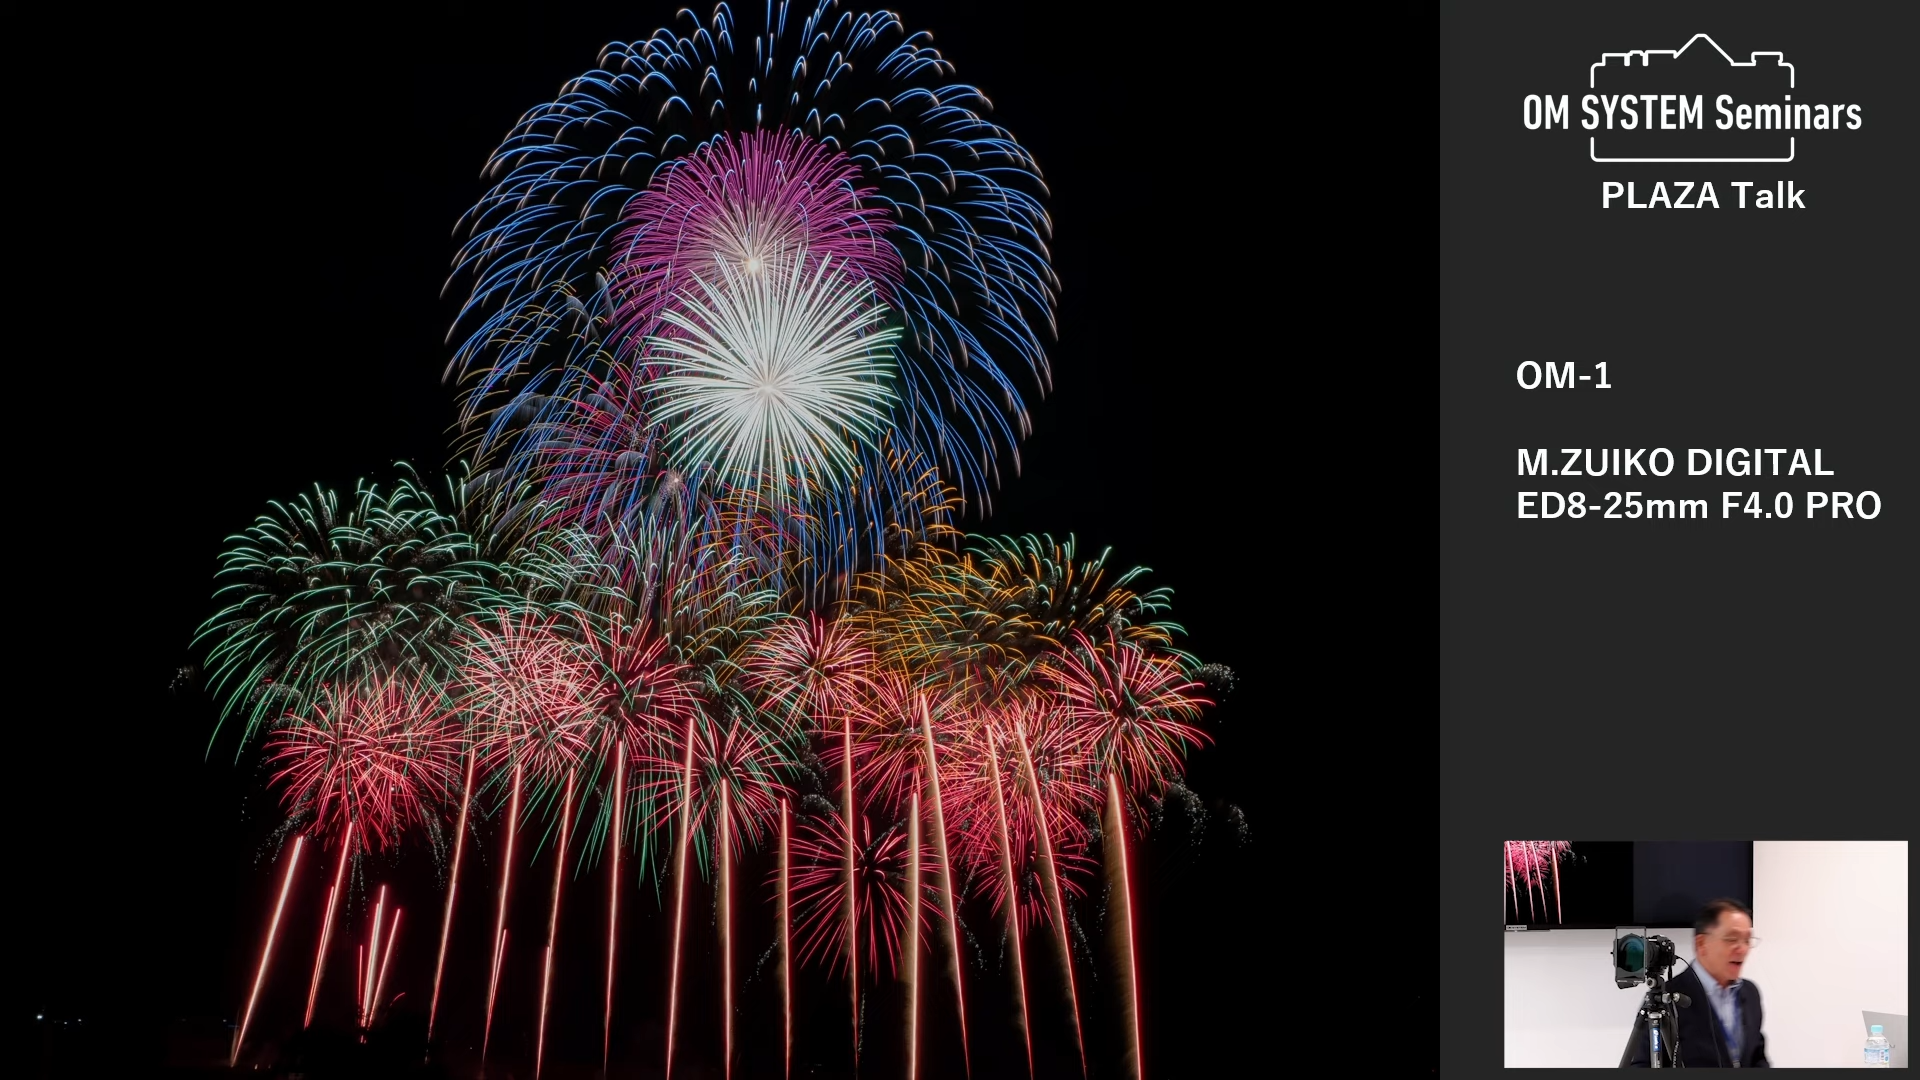 OM SYSTEM Seminars
PLAZA Talk
OM-1
M.ZUIKO DIGITAL
ED8-25mm F4.0 PRO